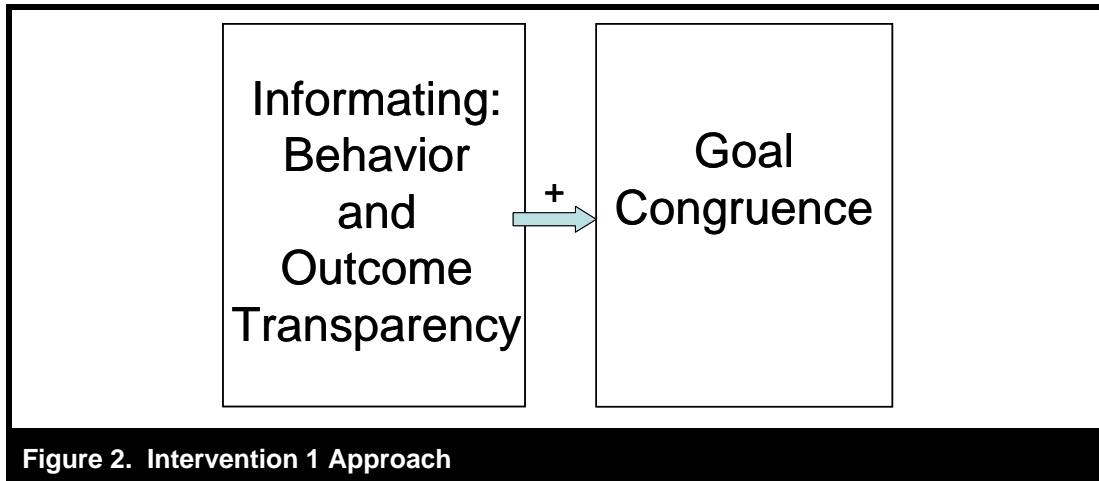 Informating:
Behavior
and
Outcome
Transparency
+
Goal
Congruence
Figure 2. Intervention 1 Approach